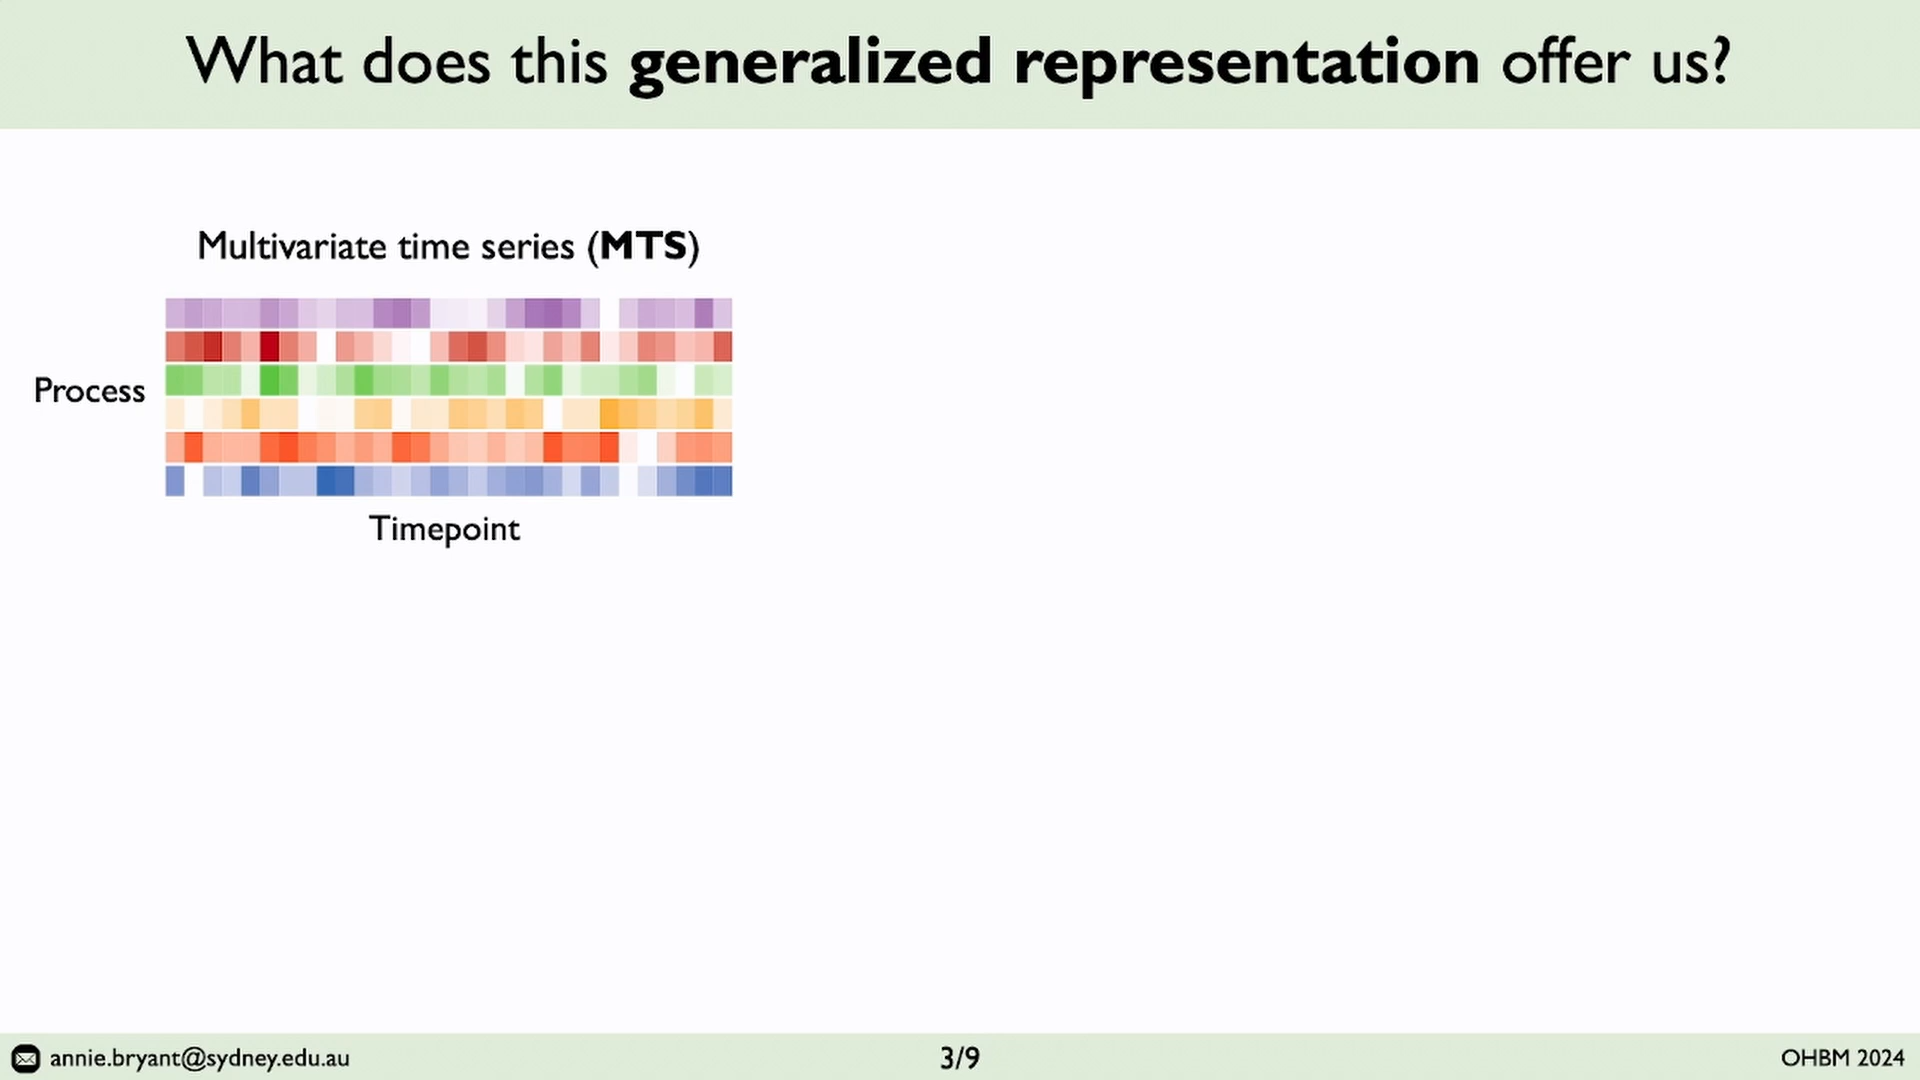 What does this generalized representation offer us?
Multivariate time series (MTS)
Process
Timepoint
annie.bryant@sydney.edu.au
3/9
OHBM 2024